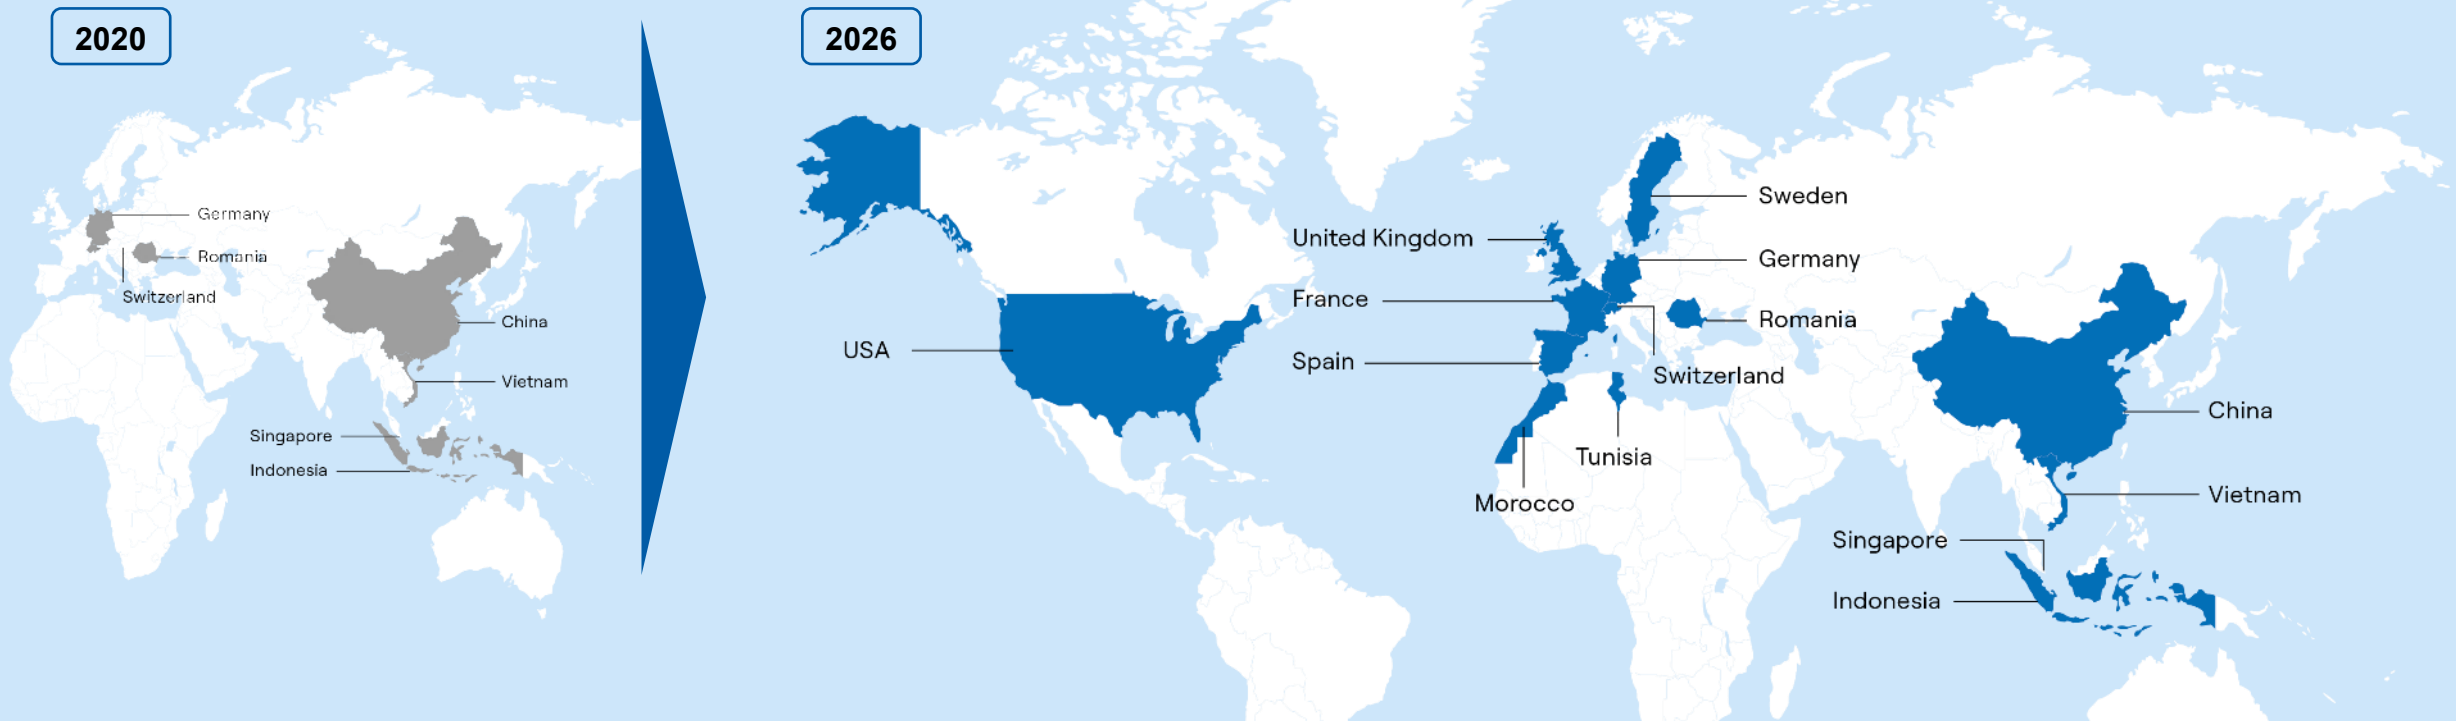 2020
Germany
Romania
Switzerland
China
Vietnam
Singapore
Indonesia
2026
Sweden
United Kingdom
Germany
France
Romania
USA
Spain
Switzerland
China
Tunisia
Vietnam
Morocco
Singapore
Indonesia